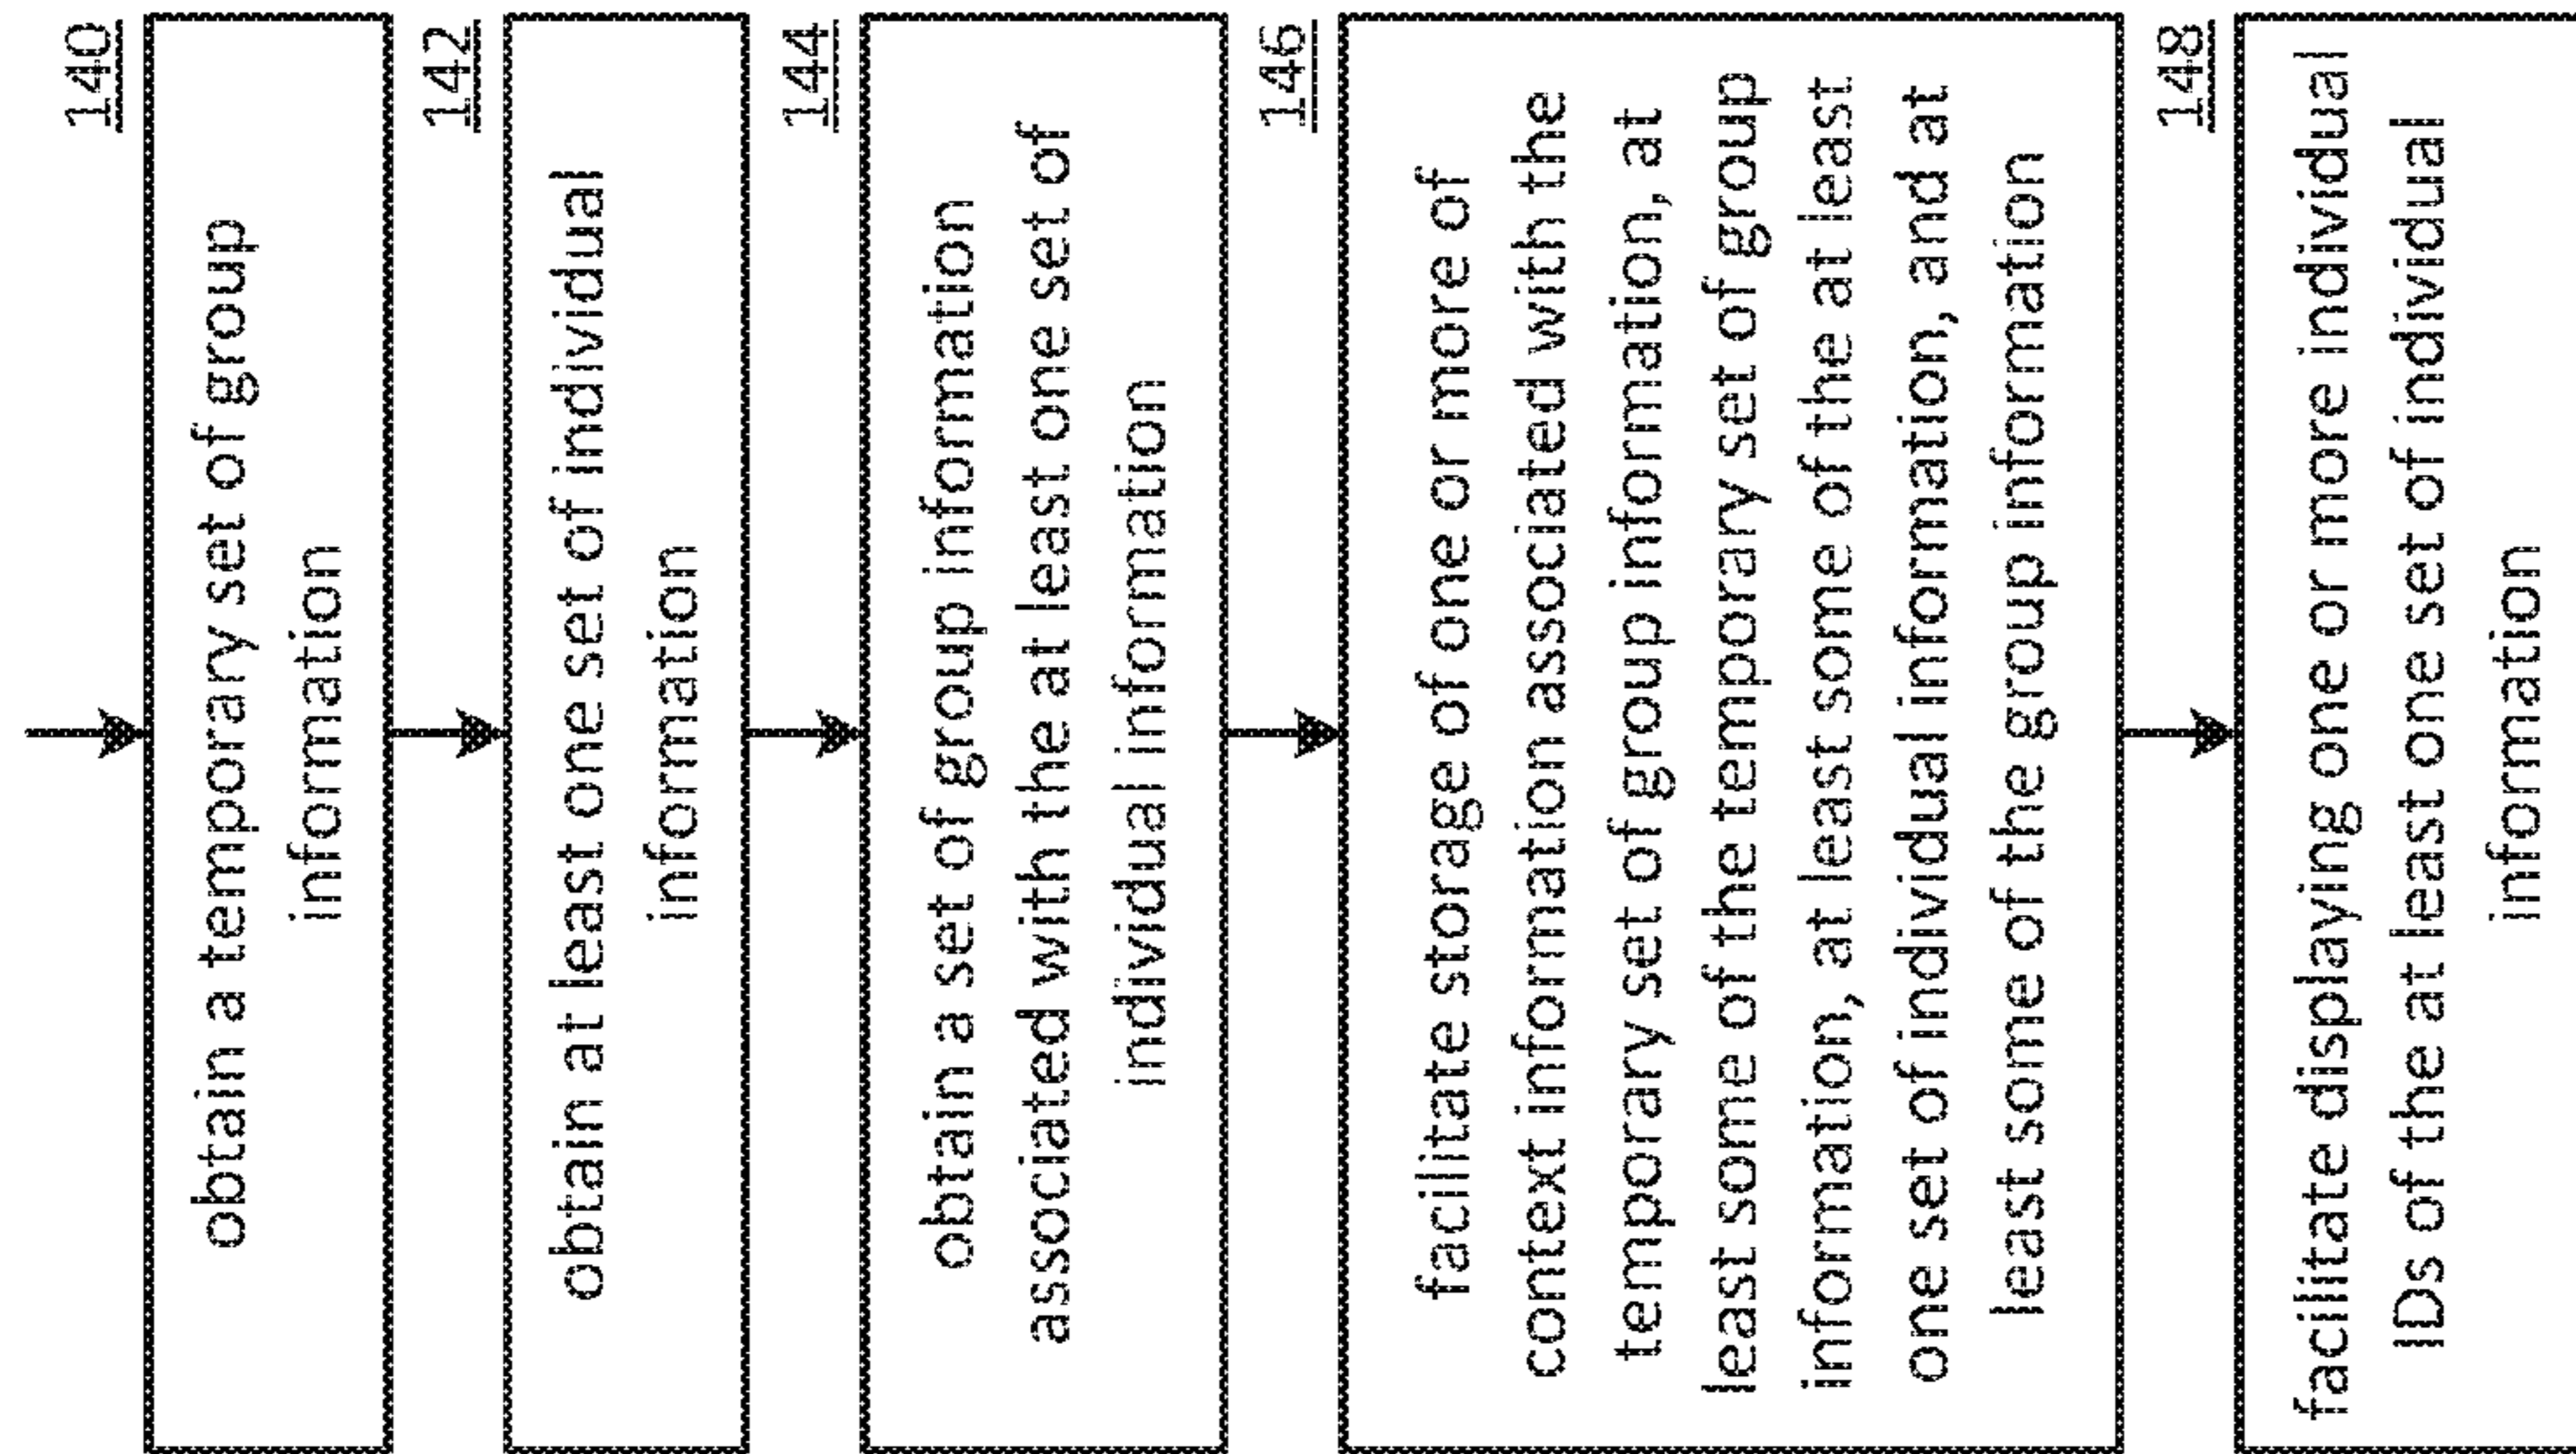 140
obtain a temporary set of group
information
142
obtain at least one set of individual
information
144
obtain a set of group information
associated with the at least one set of
individual information
146
facilitate storage of one or more of
context information associated with the
temporary set of group information, at
least some of the temporary set of group
information, at least some of the at least
one set of individual information, and at
least some of the group information
148
facilitate displaying one or more individual
IDs of the at least one set of individual
information